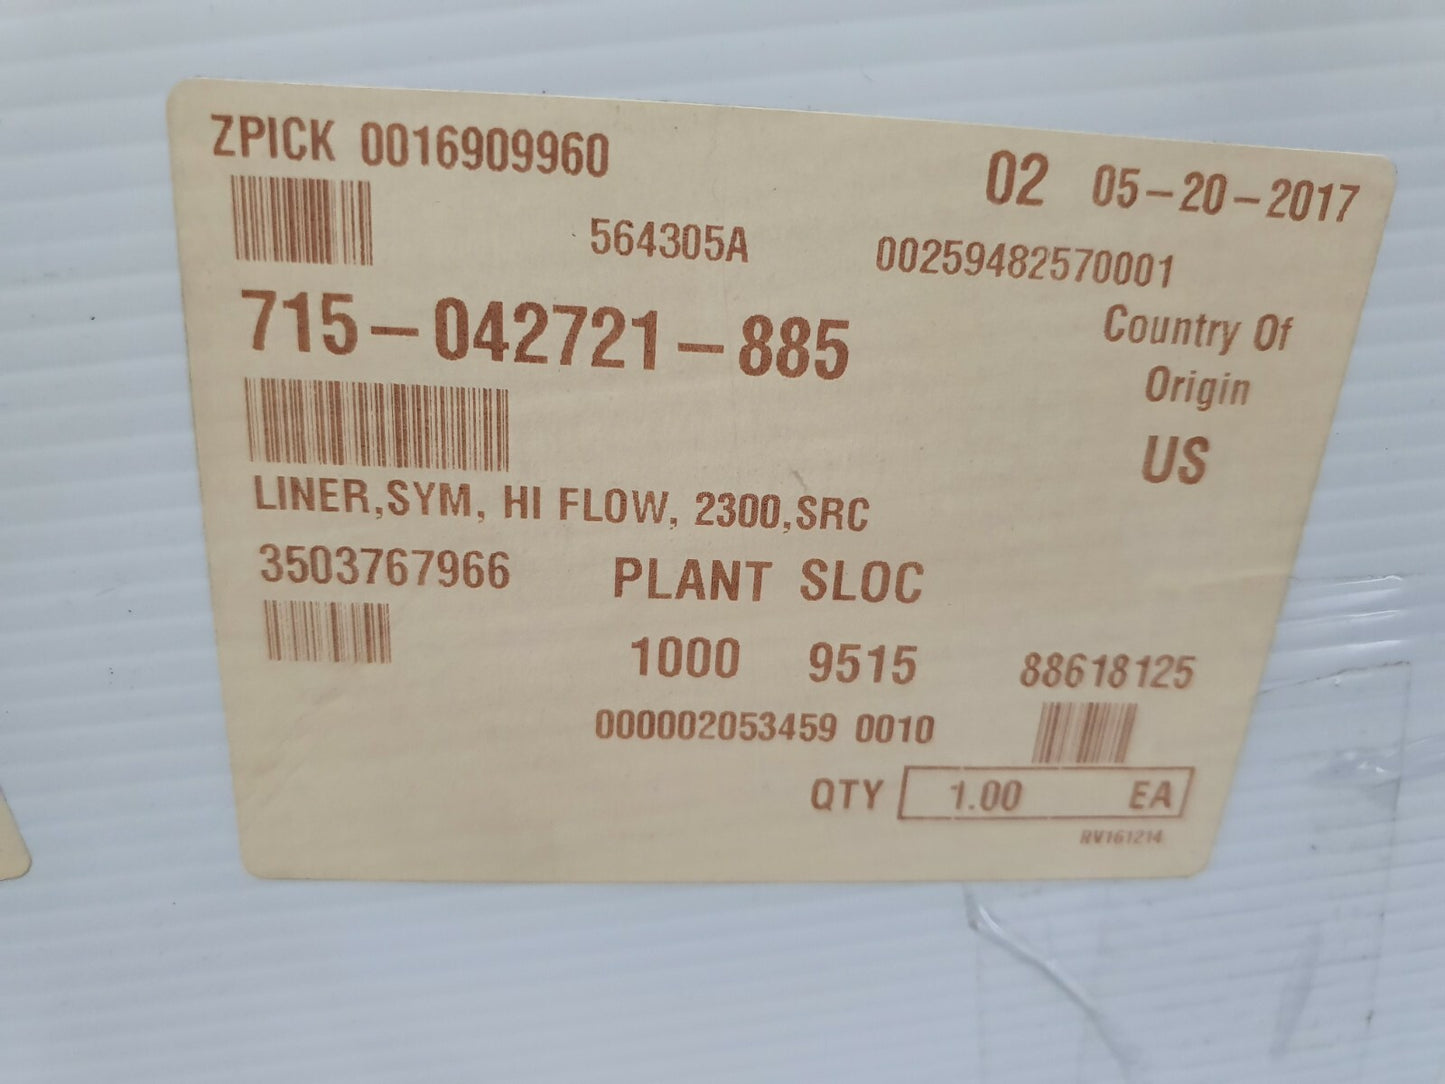 ZPICK 0016909960
02 05-20-2017
564305A 00259482570001
715-042721-885
Country Of
Origin
US
LINER,SYM, HI FLOW, 2300,SRC
3503767966 PLANT SLOC
1000 9515 88618125
000002053459 0010
QTY 1.00 EA
RV161214